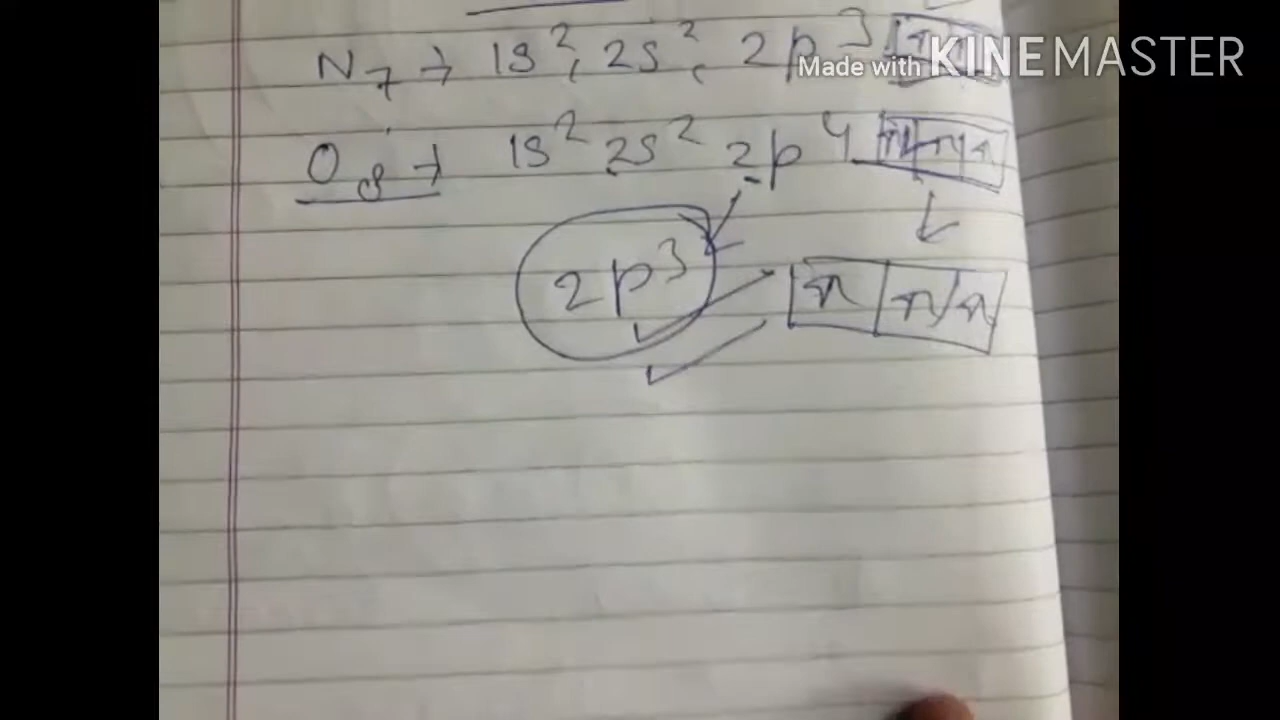 N7 → 1s², 2s², 2p³
Made with KINEMASTER
O8 → 1s² 2s² 2p⁴
2p³